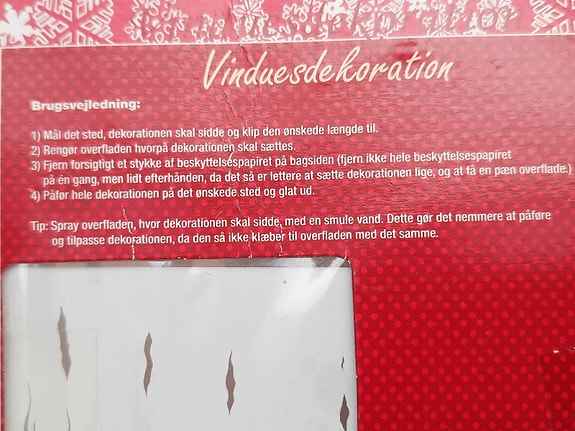 Vinduesdekoration
Brugsvejledning:
1) Mål det sted, dekorationen skal sidde og klip den ønskede længde til.
2) Rengør overfladen hvorpå dekorationen skal sættes.
3) Fjern forsigtigt et stykke af beskyttelsespapiret på bagsiden (fjern ikke hele beskyttelsespapiret
på én gang, men lidt efterhånden, da det så er lettere at sætte dekorationen lige, og at få en pæn overflade.)
4) Påfør hele dekorationen på det ønskede sted og glat ud.
Tip: Spray overfladen, hvor dekorationen skal sidde, med en smule vand. Dette gør det nemmere at påføre
og tilpasse dekorationen, da den så ikke klæber til overfladen med det samme.